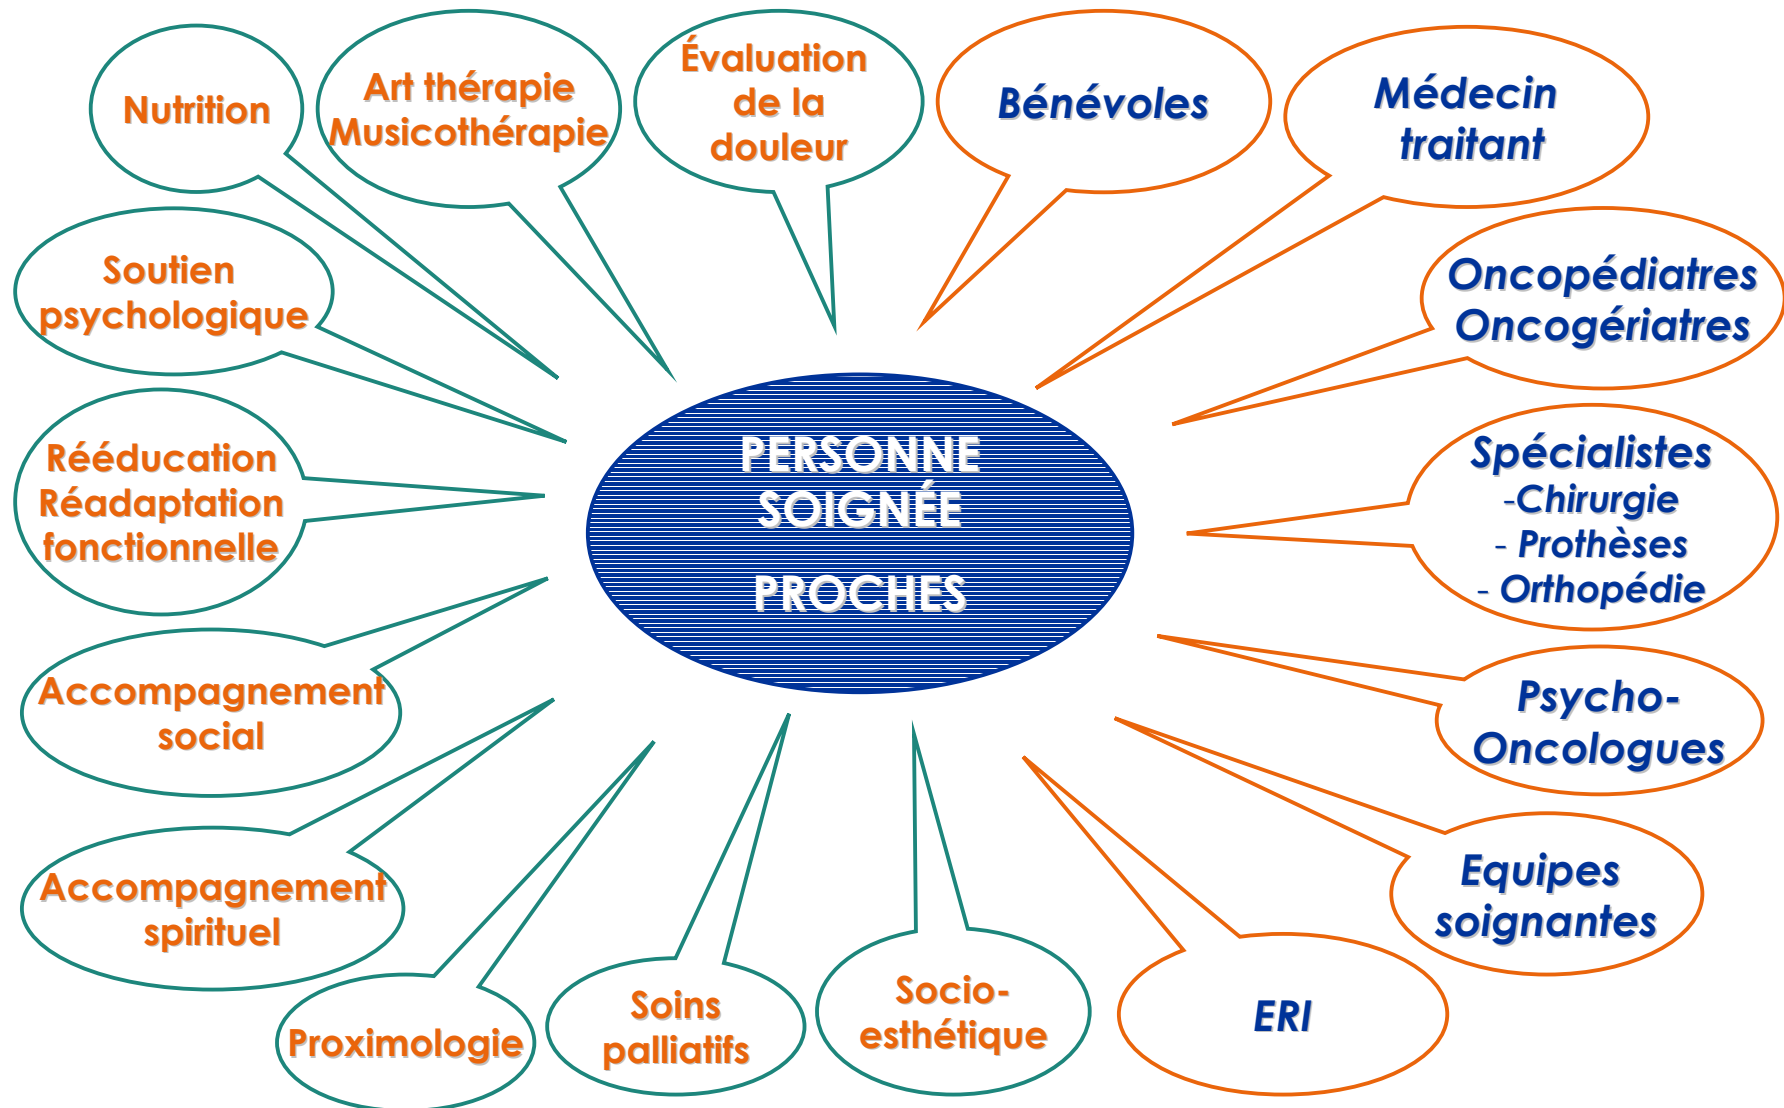 Nutrition
Art thérapie
Musicothérapie
Évaluation
de la
douleur
Bénévoles
Médecin
traitant
Soutien
psychologique
Oncopédiatres
Oncogériatres
Rééducation
Réadaptation
fonctionnelle
PERSONNE
SOIGNÉE
PROCHES
Spécialistes
-Chirurgie
- Prothèses
- Orthopédie
Accompagnement
social
Psycho-
Oncologues
Accompagnement
spirituel
Equipes
soignantes
Proximologie
Soins
palliatifs
Socio-
esthétique
ERI